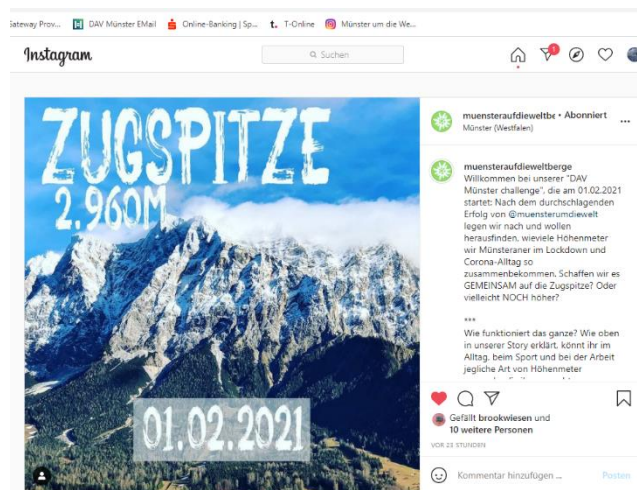 Gateway Prov...
DAV Münster EMail
Online-Banking | Sp...
T-Online
Münster um die We...
Instagram
Suchen
1
ZUGSPITZE
2.960M
01.02.2021
muensteraufdieweltbe • Abonniert
Münster (Westfalen)
...
muensteraufdieweltberge
Willkommen bei unserer "DAV
Münster challenge", die am 01.02.2021
startet: Nach dem durchschlagenden
Erfolg von @muensterumdiewelt
legen wir nach und wollen
herausfinden, wieviele Höhenmeter
wir Münsteraner im Lockdown und
Corona-Alltag so
zusammenbekommen. Schaffen wir es
GEMEINSAM auf die Zugspitze? Oder
vielleicht NOCH höher?
***
Wie funktioniert das ganze? Wie oben
in unserer Story erklärt, könnt ihr im
Alltag, beim Sport und bei der Arbeit
jegliche Art von Höhenmeter
Gefällt brookwiesen und
10 weitere Personen
VOR 23 STUNDEN
Kommentar hinzufügen ...
Posten